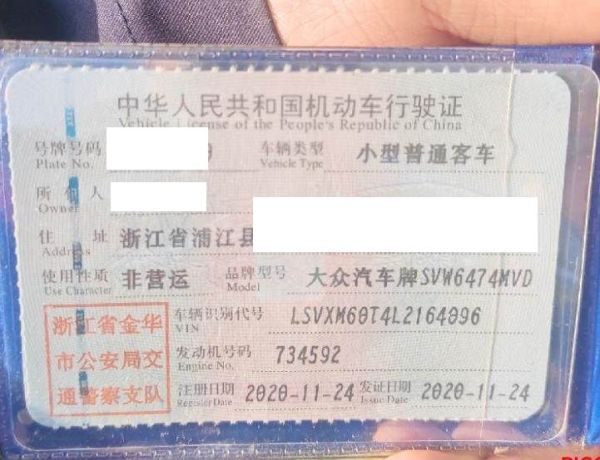 中华人民共和国机动车行驶证
Vehicle License of the People's Republic of China
号牌号码 9 车辆类型 小型普通客车
Plate No. Vehicle Type
所有人
Owner
住址 浙江省浦江县
Address
使用性质 非营运 品牌型号 大众汽车牌SVW6474MVD
Use Character Model
浙江省金华
市公安局交
通警察支队
车辆识别代号 LSVXM60T4L2164096
VIN
发动机号码 734592
Engine No.
注册日期 2020-11-24 发证日期 2020-11-24
Register Date Issue Date